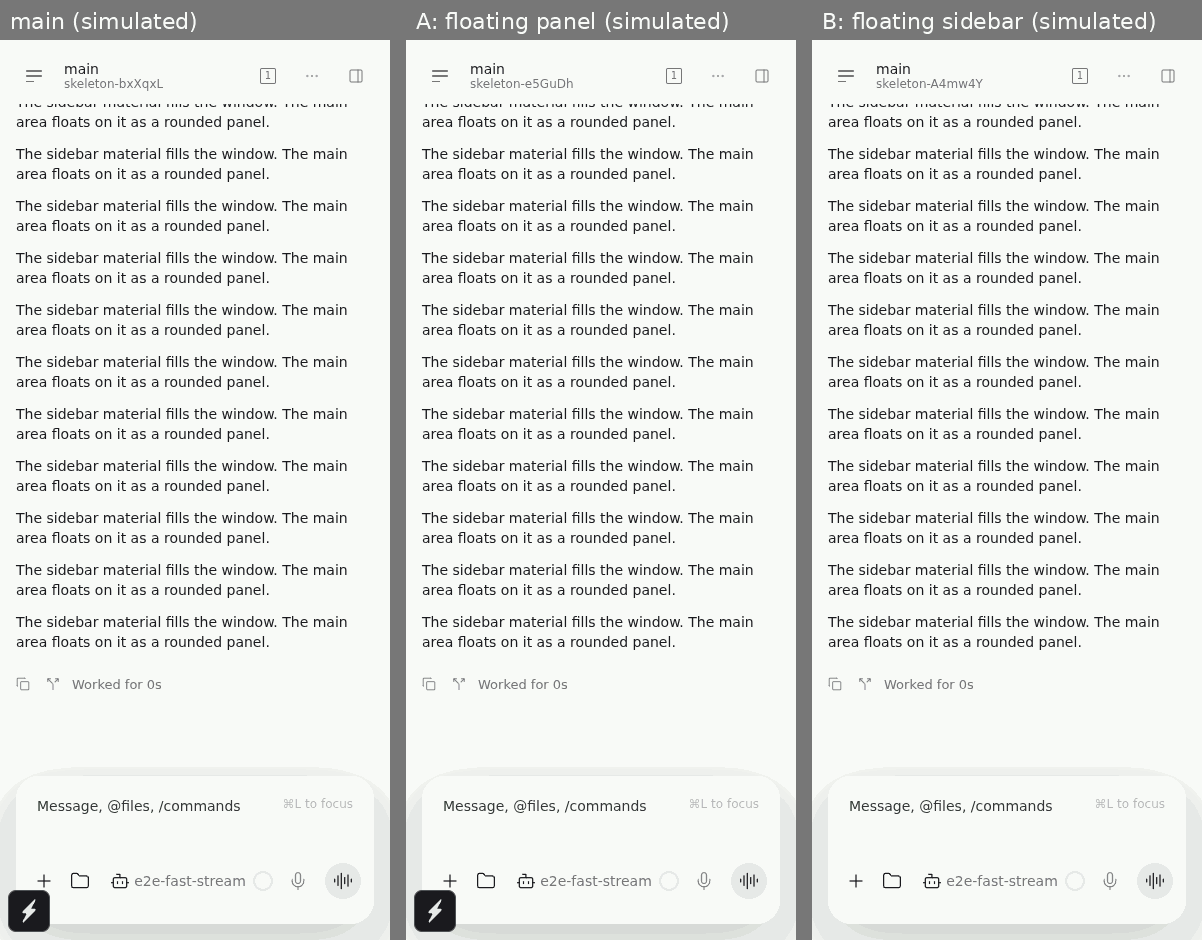 main (simulated)
main
skeleton-bxXqxL
1
The sidebar material fills the window. The main
area floats on it as a rounded panel.
The sidebar material fills the window. The main
area floats on it as a rounded panel.
The sidebar material fills the window. The main
area floats on it as a rounded panel.
The sidebar material fills the window. The main
area floats on it as a rounded panel.
The sidebar material fills the window. The main
area floats on it as a rounded panel.
The sidebar material fills the window. The main
area floats on it as a rounded panel.
The sidebar material fills the window. The main
area floats on it as a rounded panel.
The sidebar material fills the window. The main
area floats on it as a rounded panel.
The sidebar material fills the window. The main
area floats on it as a rounded panel.
The sidebar material fills the window. The main
area floats on it as a rounded panel.
The sidebar material fills the window. The main
area floats on it as a rounded panel.
Worked for 0s
Message, @files, /commands
⌘L to focus
e2e-fast-stream
A: floating panel (simulated)
main
skeleton-e5GuDh
1
The sidebar material fills the window. The main
area floats on it as a rounded panel.
The sidebar material fills the window. The main
area floats on it as a rounded panel.
The sidebar material fills the window. The main
area floats on it as a rounded panel.
The sidebar material fills the window. The main
area floats on it as a rounded panel.
The sidebar material fills the window. The main
area floats on it as a rounded panel.
The sidebar material fills the window. The main
area floats on it as a rounded panel.
The sidebar material fills the window. The main
area floats on it as a rounded panel.
The sidebar material fills the window. The main
area floats on it as a rounded panel.
The sidebar material fills the window. The main
area floats on it as a rounded panel.
The sidebar material fills the window. The main
area floats on it as a rounded panel.
The sidebar material fills the window. The main
area floats on it as a rounded panel.
Worked for 0s
Message, @files, /commands
⌘L to focus
e2e-fast-stream
B: floating sidebar (simulated)
main
skeleton-A4mw4Y
1
The sidebar material fills the window. The main
area floats on it as a rounded panel.
The sidebar material fills the window. The main
area floats on it as a rounded panel.
The sidebar material fills the window. The main
area floats on it as a rounded panel.
The sidebar material fills the window. The main
area floats on it as a rounded panel.
The sidebar material fills the window. The main
area floats on it as a rounded panel.
The sidebar material fills the window. The main
area floats on it as a rounded panel.
The sidebar material fills the window. The main
area floats on it as a rounded panel.
The sidebar material fills the window. The main
area floats on it as a rounded panel.
The sidebar material fills the window. The main
area floats on it as a rounded panel.
The sidebar material fills the window. The main
area floats on it as a rounded panel.
The sidebar material fills the window. The main
area floats on it as a rounded panel.
Worked for 0s
Message, @files, /commands
⌘L to focus
e2e-fast-stream